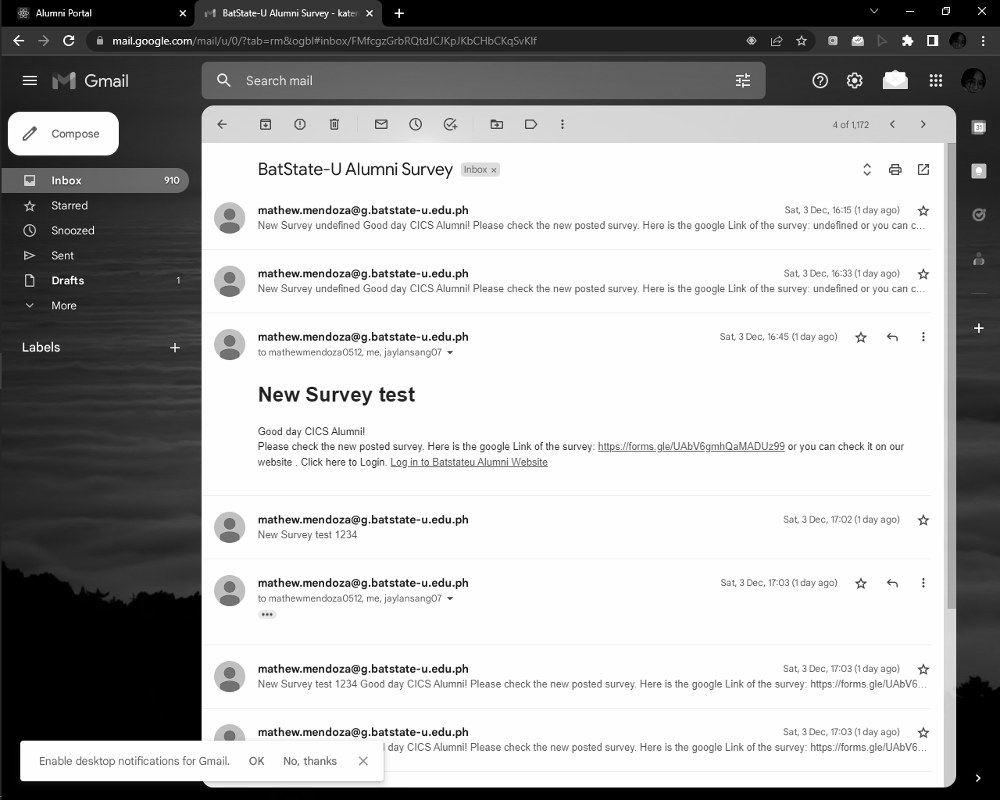 Alumni Portal
BatState-U Alumni Survey - kater
mail.google.com/mail/u/0/?tab=rm&ogbl#inbox/FMfcgzGrbRQtdJCJKpJKbCHbCKqSvKlf
Gmail
Search mail
Compose
4 of 1,172
31
Inbox 910
Starred
Snoozed
Sent
Drafts 1
More
Labels
BatState-U Alumni Survey Inbox ×
mathew.mendoza@g.batstate-u.edu.ph Sat, 3 Dec, 16:15 (1 day ago)
New Survey undefined Good day CICS Alumni! Please check the new posted survey. Here is the google Link of the survey: undefined or you can c...
mathew.mendoza@g.batstate-u.edu.ph Sat, 3 Dec, 16:33 (1 day ago)
New Survey undefined Good day CICS Alumni! Please check the new posted survey. Here is the google Link of the survey: undefined or you can c...
mathew.mendoza@g.batstate-u.edu.ph Sat, 3 Dec, 16:45 (1 day ago)
to mathewmendoza0512, me, jaylansang07
New Survey test
Good day CICS Alumni!
Please check the new posted survey. Here is the google Link of the survey: https://forms.gle/UAbV6gmhQaMADUz99 or you can check it on our
website . Click here to Login. Log in to Batstateu Alumni Website
mathew.mendoza@g.batstate-u.edu.ph Sat, 3 Dec, 17:02 (1 day ago)
New Survey test 1234
mathew.mendoza@g.batstate-u.edu.ph Sat, 3 Dec, 17:03 (1 day ago)
to mathewmendoza0512, me, jaylansang07
mathew.mendoza@g.batstate-u.edu.ph Sat, 3 Dec, 17:03 (1 day ago)
New Survey test 1234 Good day CICS Alumni! Please check the new posted survey. Here is the google Link of the survey: https://forms.gle/UAbV6...
mathew.mendoza@g.batstate-u.edu.ph Sat, 3 Dec, 17:03 (1 day ago)
day CICS Alumni! Please check the new posted survey. Here is the google Link of the survey: https://forms.gle/UAbV6...
Enable desktop notifications for Gmail. OK No, thanks